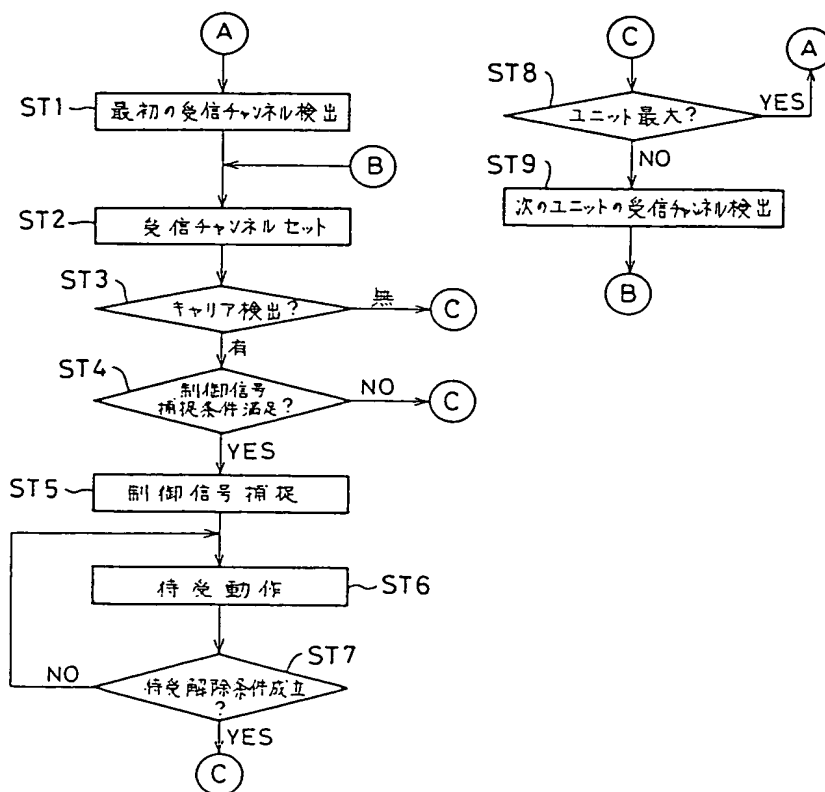 A
ST1
最初の受信チャンネル検出
B
ST2
受信チャンネルセット
ST3
キャリア検出?
無
C
有
ST4
制御信号
捕捉条件満足?
NO
C
YES
ST5
制御信号捕捉
待受動作
ST6
ST7
待受解除条件成立
?
NO
YES
C
C
A
ST8
ユニット最大?
YES
NO
ST9
次のユニットの受信チャンネル検出
B